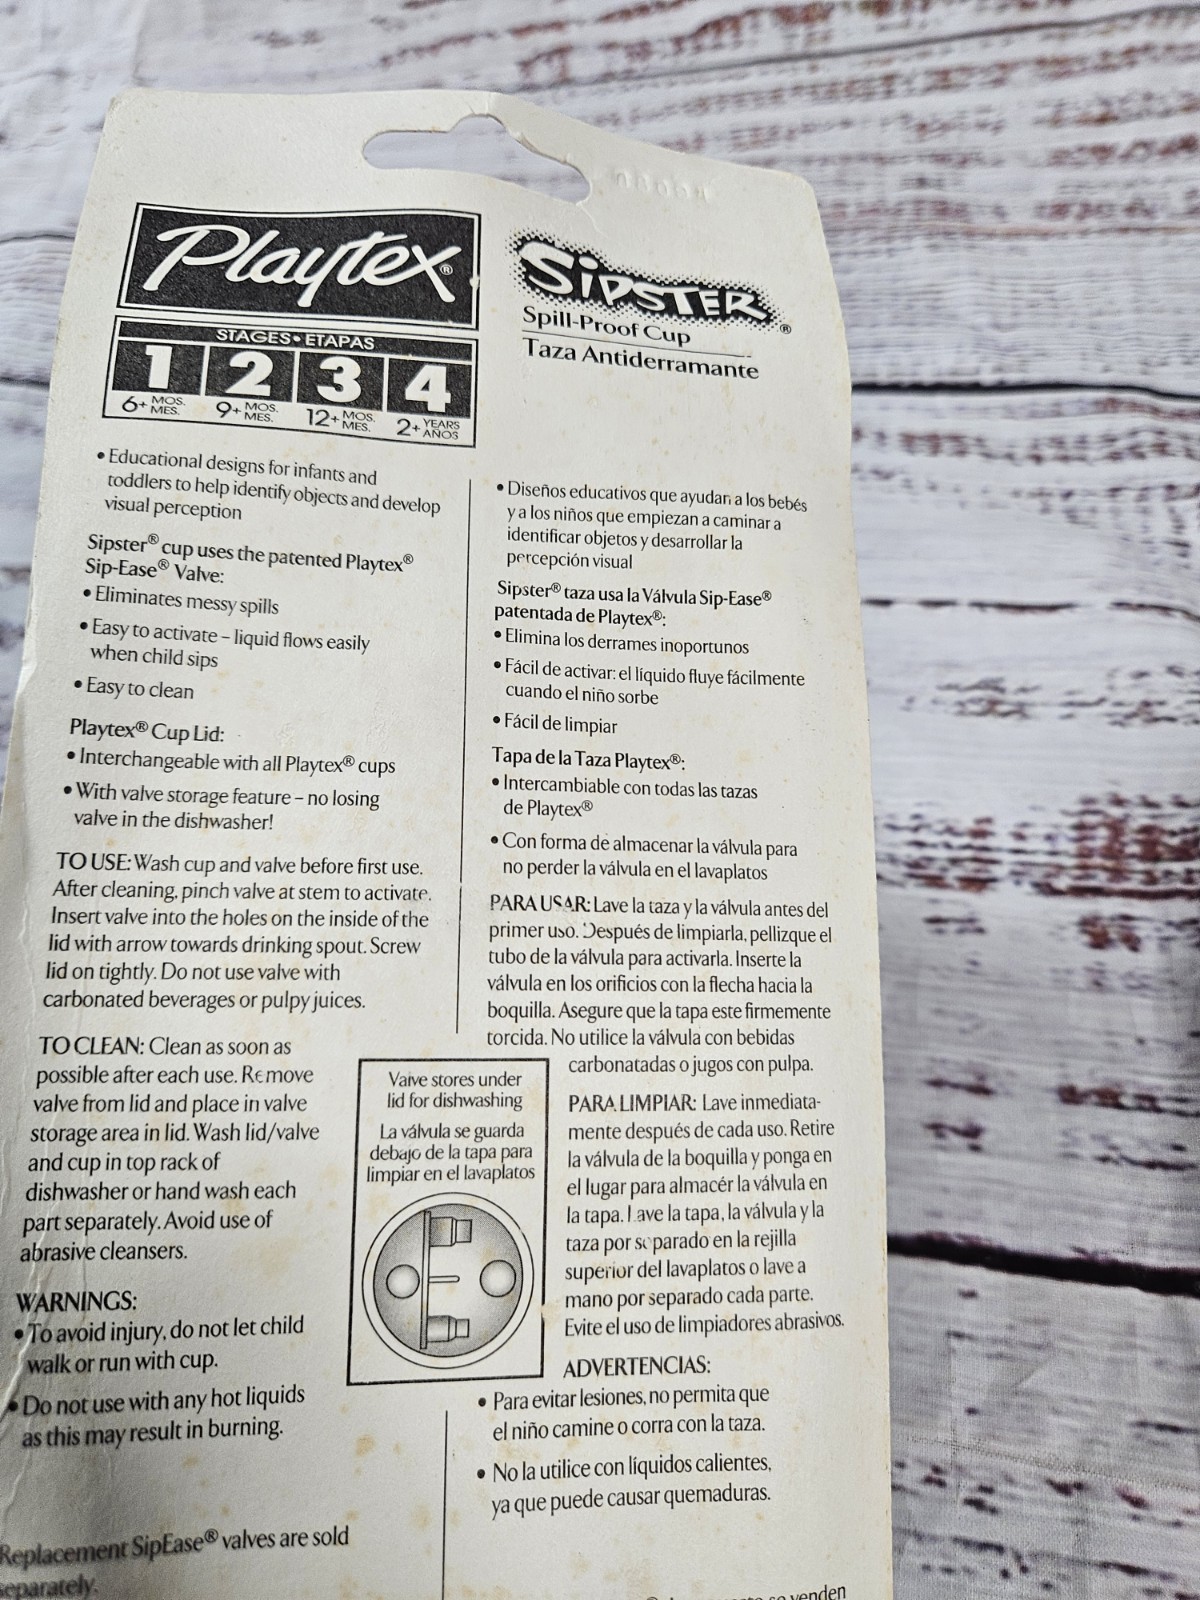 Playtex®
STAGES • ETAPAS
1 2 3 4
6+ MOS. MES. 9+ MOS. MES. 12+ MOS. MES. 2+ YEARS AÑOS
SIPSTER®
Spill-Proof Cup
Taza Antiderramante
• Educational designs for infants and
toddlers to help identify objects and develop
visual perception
Sipster® cup uses the patented Playtex®
Sip-Ease® Valve:
• Eliminates messy spills
• Easy to activate – liquid flows easily
when child sips
• Easy to clean
Playtex® Cup Lid:
• Interchangeable with all Playtex® cups
• With valve storage feature – no losing
valve in the dishwasher!
TO USE: Wash cup and valve before first use.
After cleaning, pinch valve at stem to activate.
Insert valve into the holes on the inside of the
lid with arrow towards drinking spout. Screw
lid on tightly. Do not use valve with
carbonated beverages or pulpy juices.
TO CLEAN: Clean as soon as
possible after each use. Remove
valve from lid and place in valve
storage area in lid. Wash lid/valve
and cup in top rack of
dishwasher or hand wash each
part separately. Avoid use of
abrasive cleansers.
WARNINGS:
• To avoid injury, do not let child
walk or run with cup.
• Do not use with any hot liquids
as this may result in burning.
Replacement SipEase® valves are sold
separately.
Valve stores under
lid for dishwashing
La válvula se guarda
debajo de la tapa para
limpiar en el lavaplatos
• Diseños educativos que ayudan a los bebés
y a los niños que empiezan a caminar a
identificar objetos y desarrollar la
percepción visual
Sipster® taza usa la Válvula Sip-Ease®
patentada de Playtex®:
• Elimina los derrames inoportunos
• Fácil de activar: el líquido fluye fácilmente
cuando el niño sorbe
• Fácil de limpiar
Tapa de la Taza Playtex®:
• Intercambiable con todas las tazas
de Playtex®
• Con forma de almacenar la válvula para
no perder la válvula en el lavaplatos
PARA USAR: Lave la taza y la válvula antes del
primer uso. Después de limpiarla, pellizque el
tubo de la válvula para activarla. Inserte la
válvula en los orificios con la flecha hacia la
boquilla. Asegure que la tapa este firmemente
torcida. No utilice la válvula con bebidas
carbonatadas o jugos con pulpa.
PARA LIMPIAR: Lave inmediata-
mente después de cada uso. Retire
la válvula de la boquilla y ponga en
el lugar para almacér la válvula en
la tapa. Lave la tapa, la válvula y la
taza por separado en la rejilla
superior del lavaplatos o lave a
mano por separado cada parte.
Evite el uso de limpiadores abrasivos.
ADVERTENCIAS:
• Para evitar lesiones, no permita que
el niño camine o corra con la taza.
• No la utilice con líquidos calientes,
ya que puede causar quemaduras.
se venden